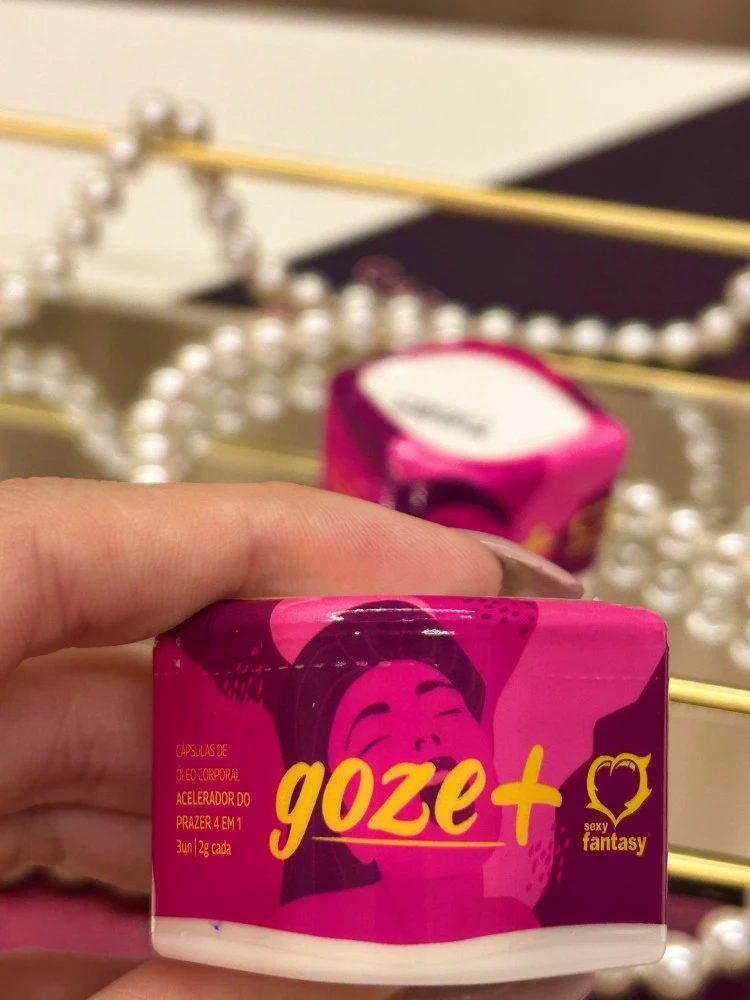 CÁPSULAS DE
ÓLEO CORPORAL
ACELERADOR DO
PRAZER 4 EM 1
3un | 2g cada
goze+
sexy
fantasy